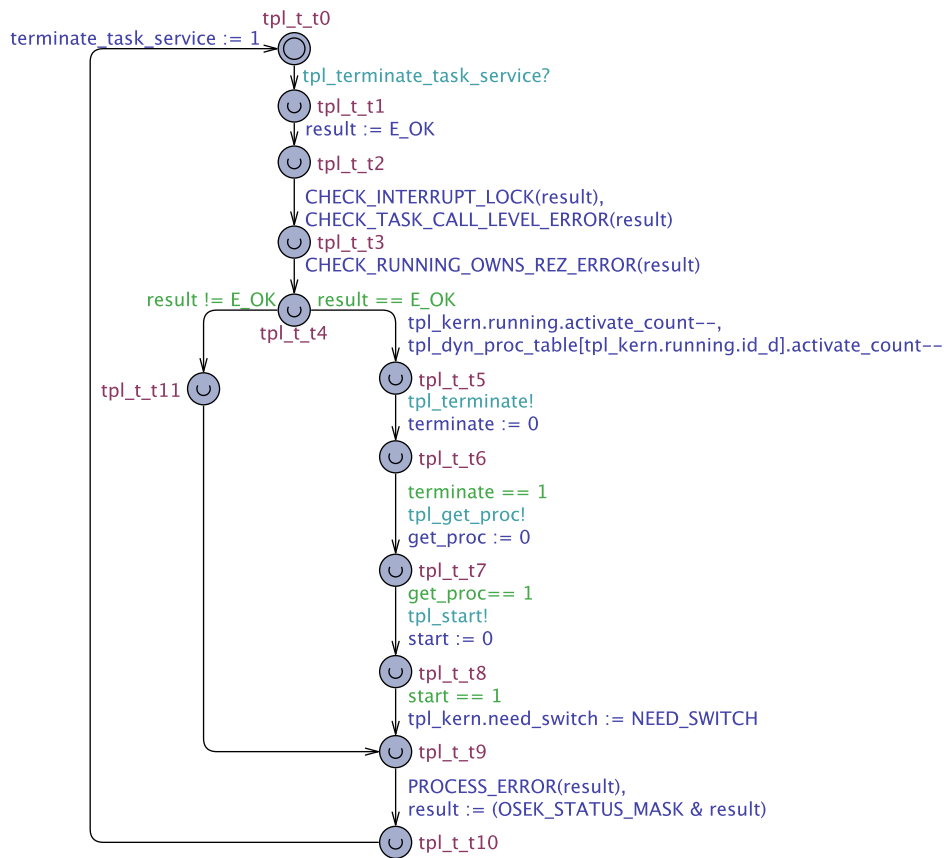 tpl_t_t0
terminate_task_service := 1
tpl_terminate_task_service?
tpl_t_t1
result := E_OK
tpl_t_t2
CHECK_INTERRUPT_LOCK(result),
CHECK_TASK_CALL_LEVEL_ERROR(result)
tpl_t_t3
CHECK_RUNNING_OWNS_REZ_ERROR(result)
result != E_OK
result == E_OK
tpl_t_t4
tpl_kern.running.activate_count--,
tpl_dyn_proc_table[tpl_kern.running.id_d].activate_count--
tpl_t_t11
tpl_t_t5
tpl_terminate!
terminate := 0
tpl_t_t6
terminate == 1
tpl_get_proc!
get_proc := 0
tpl_t_t7
get_proc== 1
tpl_start!
start := 0
tpl_t_t8
start == 1
tpl_kern.need_switch := NEED_SWITCH
tpl_t_t9
PROCESS_ERROR(result),
result := (OSEK_STATUS_MASK & result)
tpl_t_t10